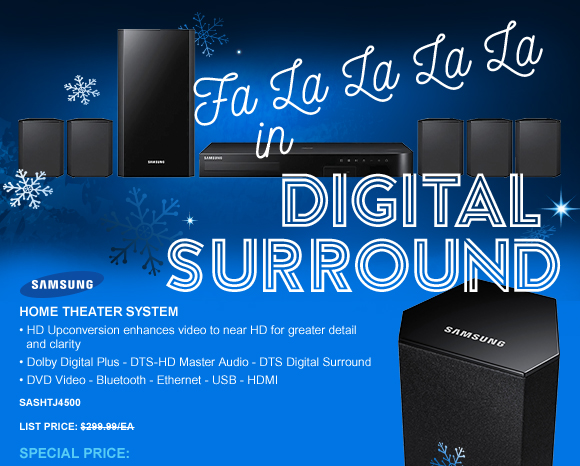 Fa La La La La
in
SAMSUNG
SAMSUNG
DIGITAL
SURROUND
SAMSUNG
SAMSUNG
HOME THEATER SYSTEM
• HD Upconversion enhances video to near HD for greater detail
and clarity
• Dolby Digital Plus - DTS-HD Master Audio - DTS Digital Surround
• DVD Video - Bluetooth - Ethernet - USB - HDMI
SASHTJ4500
LIST PRICE: $299.99/EA
SPECIAL PRICE: